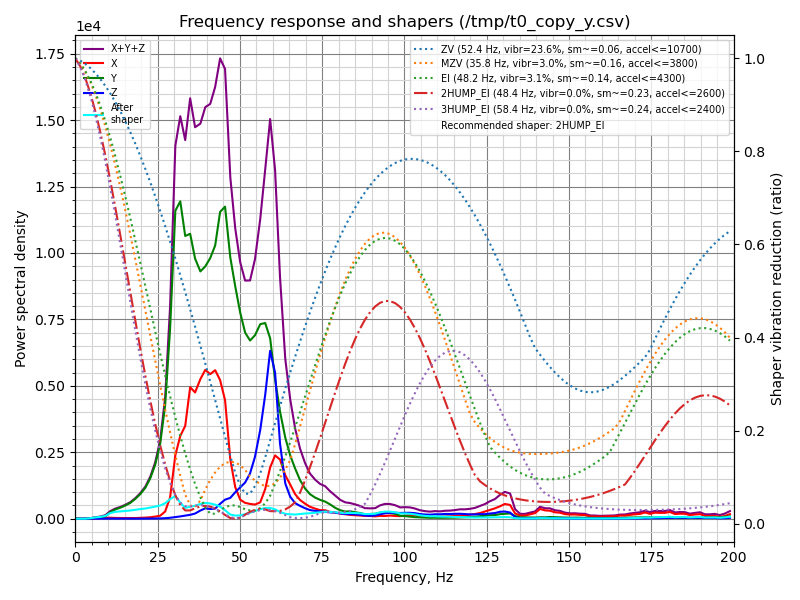 Frequency response and shapers (/tmp/t0_copy_y.csv)
1e4
X+Y+Z
X
Y
Z
After
shaper
ZV (52.4 Hz, vibr=23.6%, sm~=0.06, accel<=10700)
MZV (35.8 Hz, vibr=3.0%, sm~=0.16, accel<=3800)
EI (48.2 Hz, vibr=3.1%, sm~=0.14, accel<=4300)
2HUMP_EI (48.4 Hz, vibr=0.0%, sm~=0.23, accel<=2600)
3HUMP_EI (58.4 Hz, vibr=0.0%, sm~=0.24, accel<=2400)
Recommended shaper: 2HUMP_EI
1.75
1.50
1.25
1.00
0.75
0.50
0.25
0.00
Power spectral density
1.0
0.8
0.6
0.4
0.2
0.0
Shaper vibration reduction (ratio)
0 25 50 75 100 125 150 175 200
Frequency, Hz